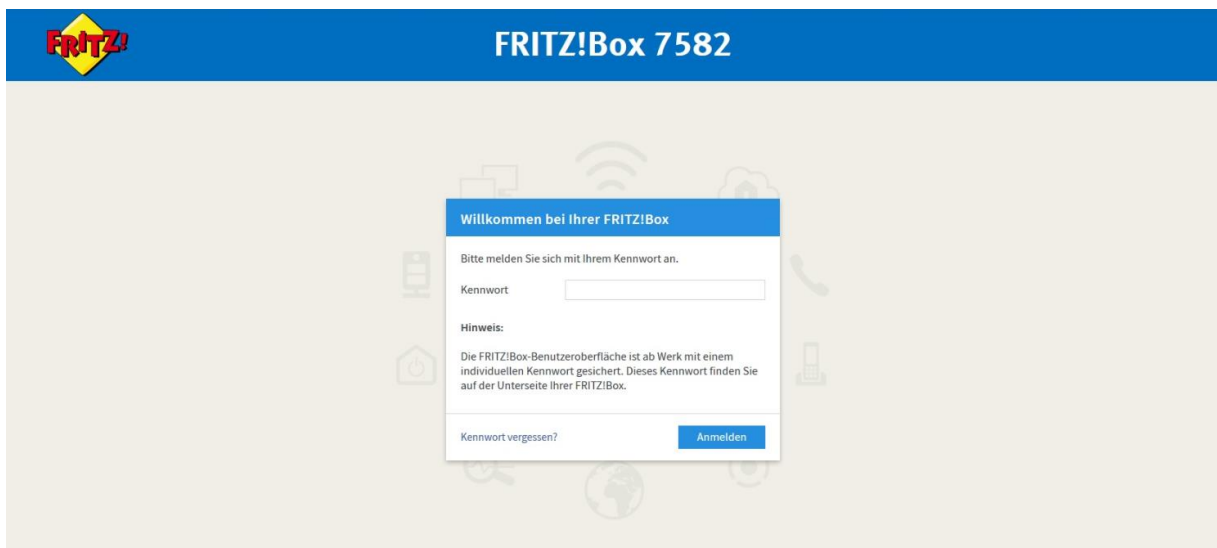 FRITZ!
FRITZ!Box 7582
Willkommen bei Ihrer FRITZ!Box
Bitte melden Sie sich mit Ihrem Kennwort an.
Kennwort
Hinweis:
Die FRITZ!Box-Benutzeroberfläche ist ab Werk mit einem
individuellen Kennwort gesichert. Dieses Kennwort finden Sie
auf der Unterseite Ihrer FRITZ!Box.
Kennwort vergessen?
Anmelden